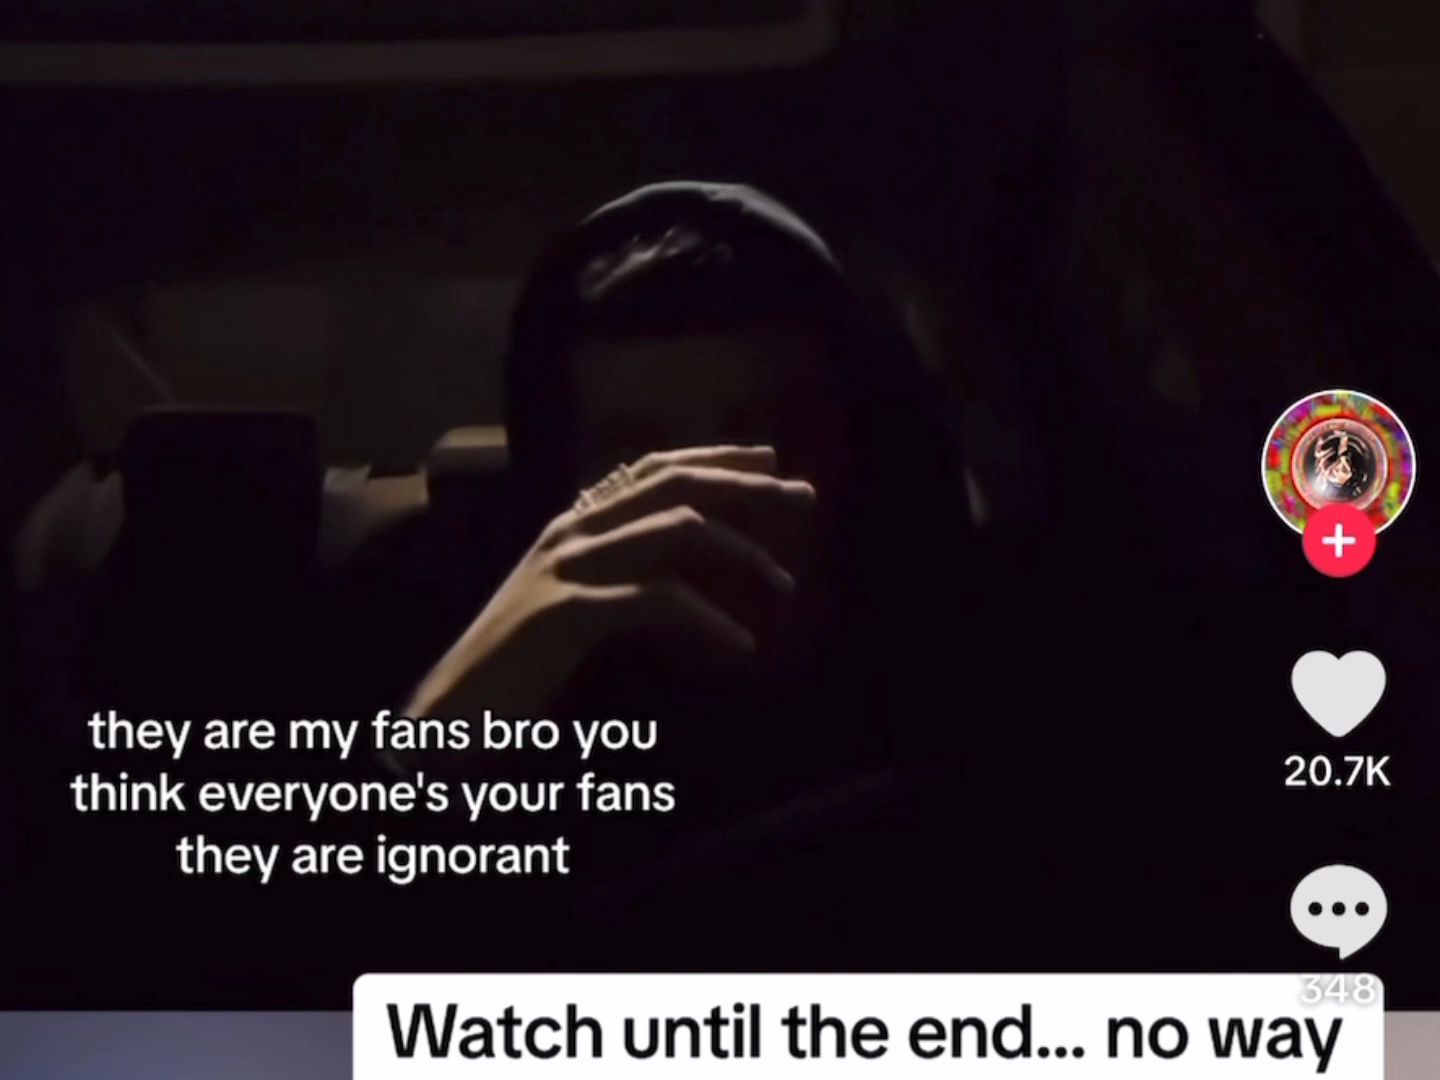 they are my fans bro you
think everyone's your fans
they are ignorant
20.7K
348
Watch until the end... no way